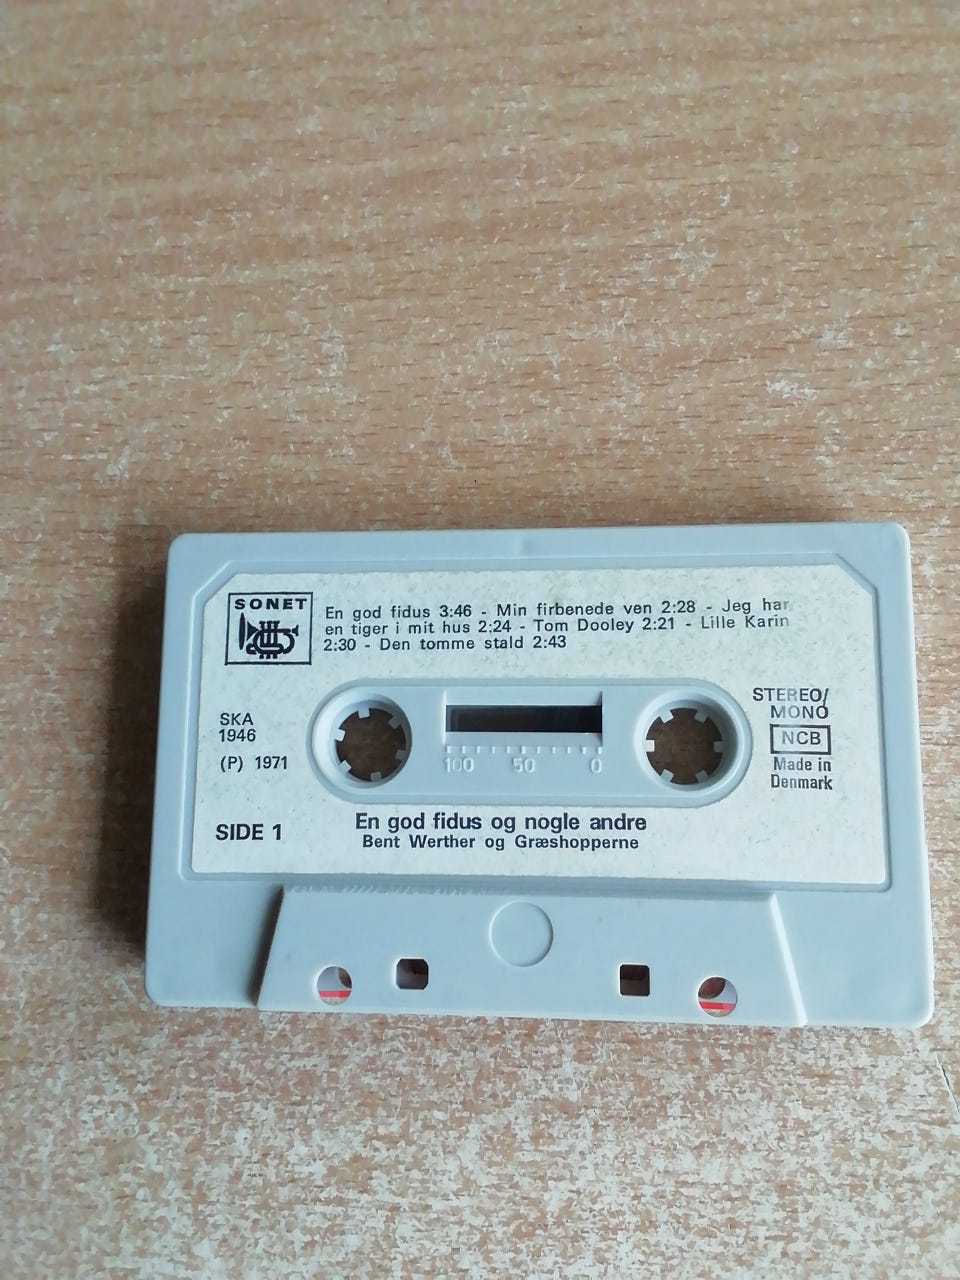 SONET
En god fidus 3:46 - Min firbenede ven 2:28 - Jeg har
en tiger i mit hus 2:24 - Tom Dooley 2:21 - Lille Karin
2:30 - Den tomme stald 2:43
SKA
1946
(P) 1971
STEREO/
MONO
NCB
Made in
Denmark
100 50 0
SIDE 1
En god fidus og nogle andre
Bent Werther og Græshopperne